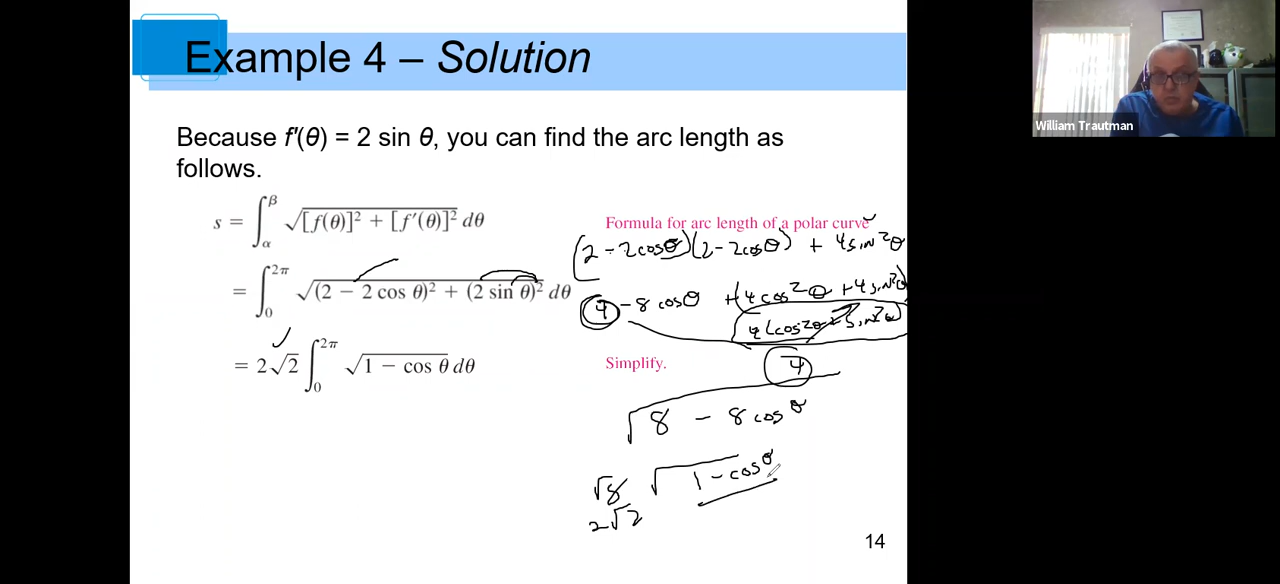 Example 4 – Solution
William Trautman
Because f′(θ) = 2 sin θ, you can find the arc length as
follows.
s = ∫_α^β √([f(θ)]² + [f′(θ)]²) dθ
Formula for arc length of a polar curve
(2 - 2cosθ)(2 - 2cosθ) + 4sin²θ
= ∫_0^{2π} √((2 − 2 cos θ)² + (2 sin θ)²) dθ
4 - 8 cosθ + (4cos²θ + 4sin²θ)
4(cos²θ + sin²θ)
= 2√2 ∫_0^{2π} √(1 − cos θ) dθ
Simplify.
4
√8 - 8 cosθ
√8 √1 - cosθ
2√2
14